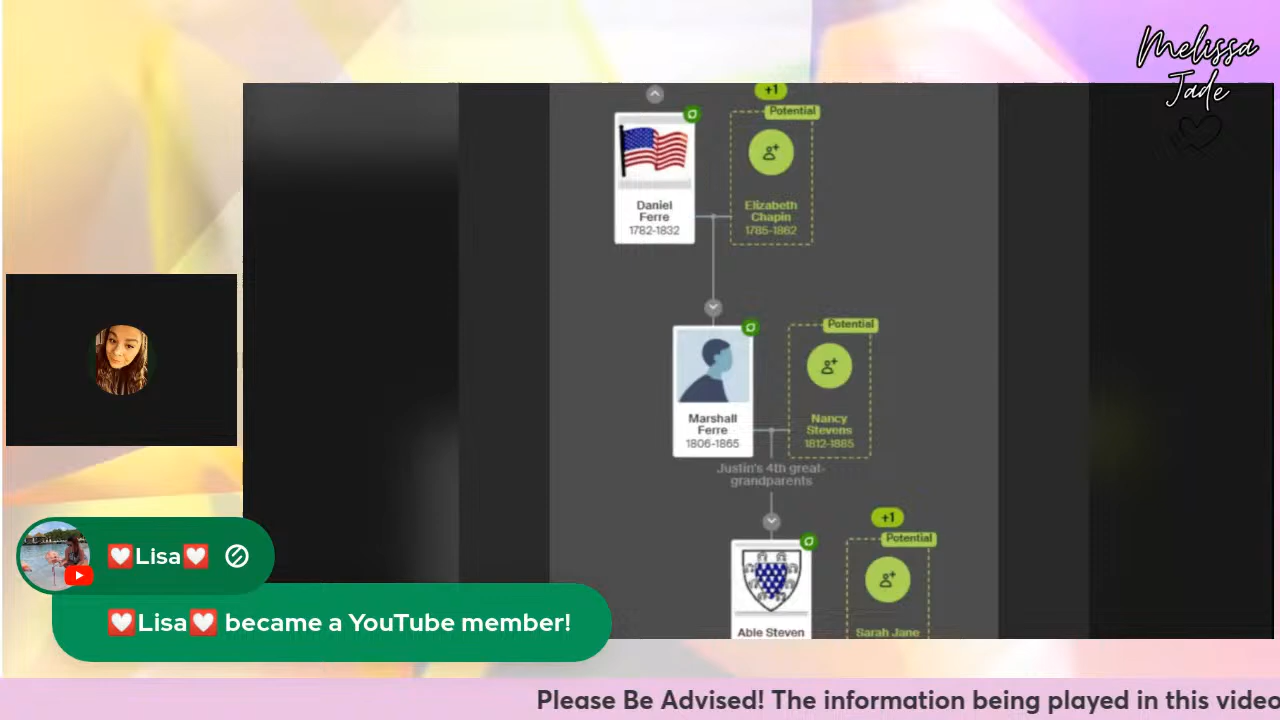 Melissa
Jade
+1
Potential
Daniel
Ferre
1782-1832
Elizabeth
Chapin
1785-1862
Potential
Marshall
Ferre
1806-1865
Nancy
Stevens
1812-1885
Justin's 4th great-
grandparents
+1
Potential
Able Steven
Sarah Jane
❤Lisa❤
❤Lisa❤ became a YouTube member!
Please Be Advised! The information being played in this video